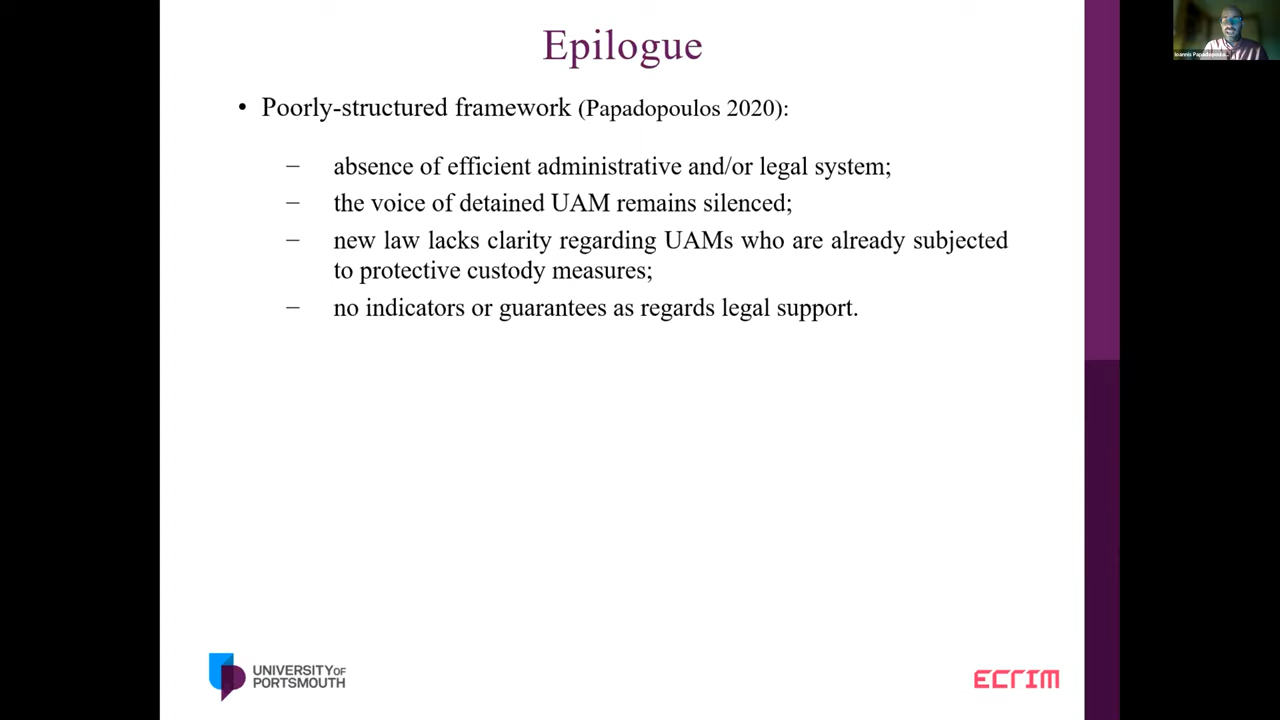 Epilogue
• Poorly-structured framework (Papadopoulos 2020):
– absence of efficient administrative and/or legal system;
– the voice of detained UAM remains silenced;
– new law lacks clarity regarding UAMs who are already subjected
to protective custody measures;
– no indicators or guarantees as regards legal support.
UNIVERSITY OF
PORTSMOUTH
ECRIM
Ioannis